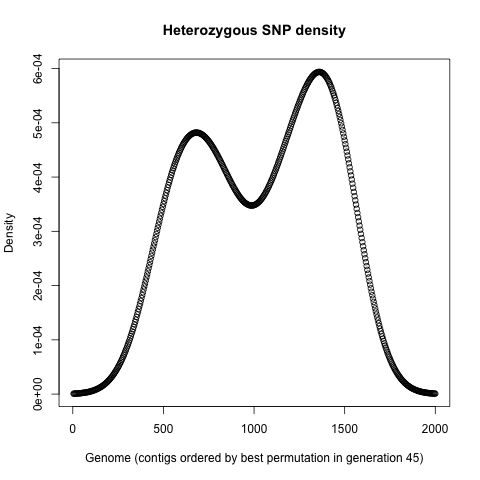 Heterozygous SNP density
6e-04
5e-04
4e-04
3e-04
2e-04
1e-04
0e+00
Density
0 500 1000 1500 2000
Genome (contigs ordered by best permutation in generation 45)